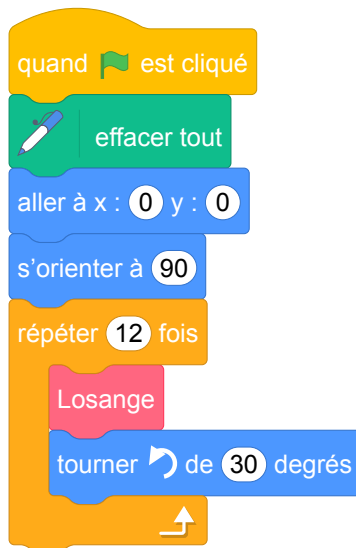 quand est cliqué
effacer tout
aller à x : 0 y : 0
s’orienter à 90
répéter 12 fois
Losange
tourner de 30 degrés